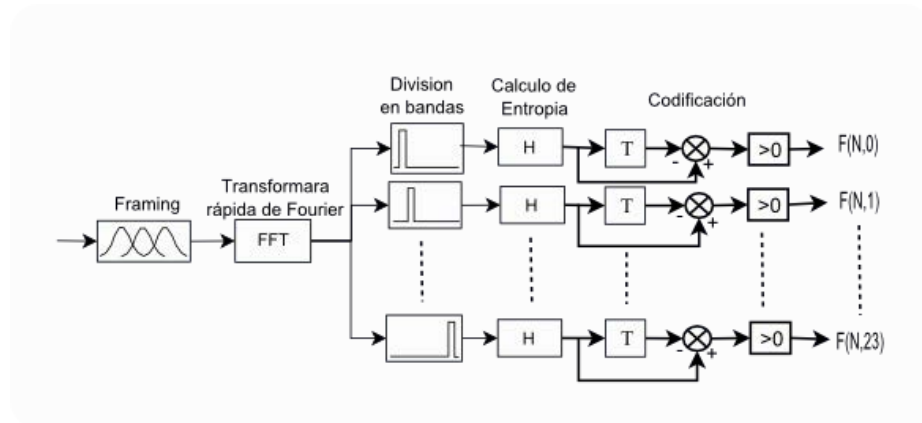 Division
en bandas
Calculo de
Entropia
Codificación
H
T
-
+
>0
F(N,0)
Framing
Transformara
rápida de Fourier
FFT
H
T
-
+
>0
F(N,1)
H
T
-
+
>0
F(N,23)